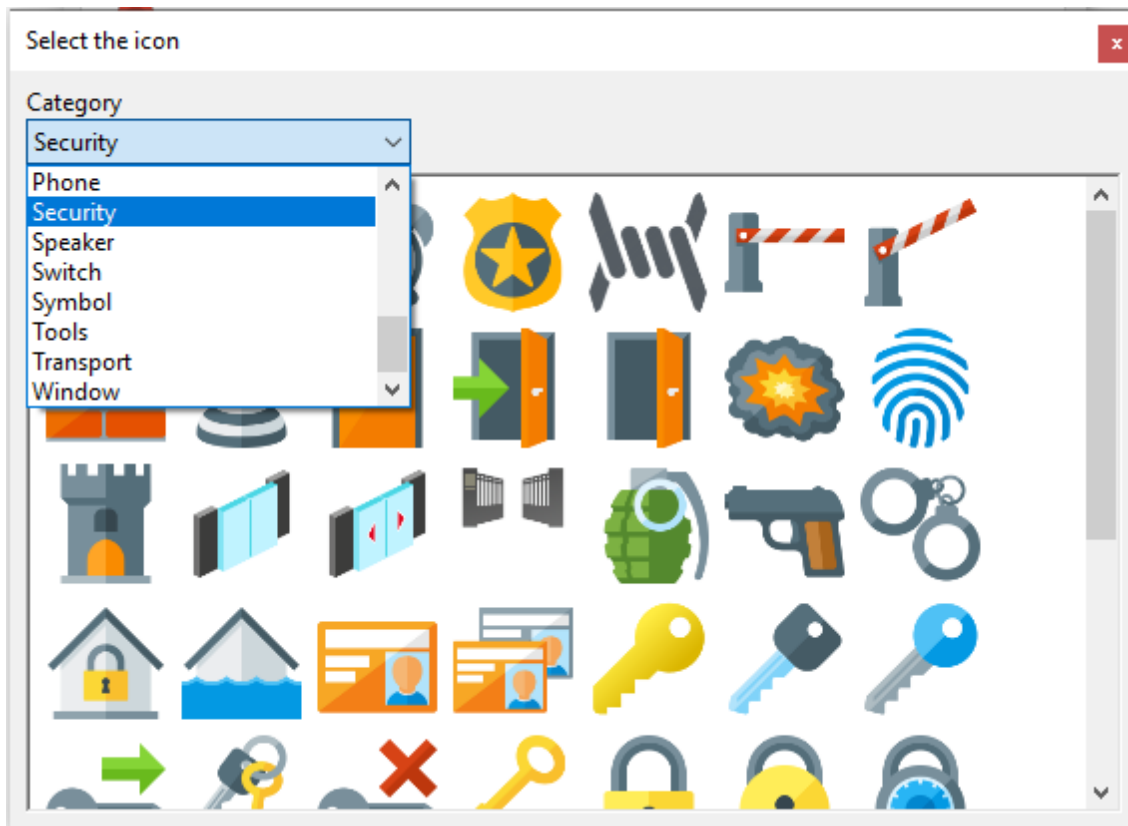 Select the icon
x
Category
Security
Phone
Security
Speaker
Switch
Symbol
Tools
Transport
Window